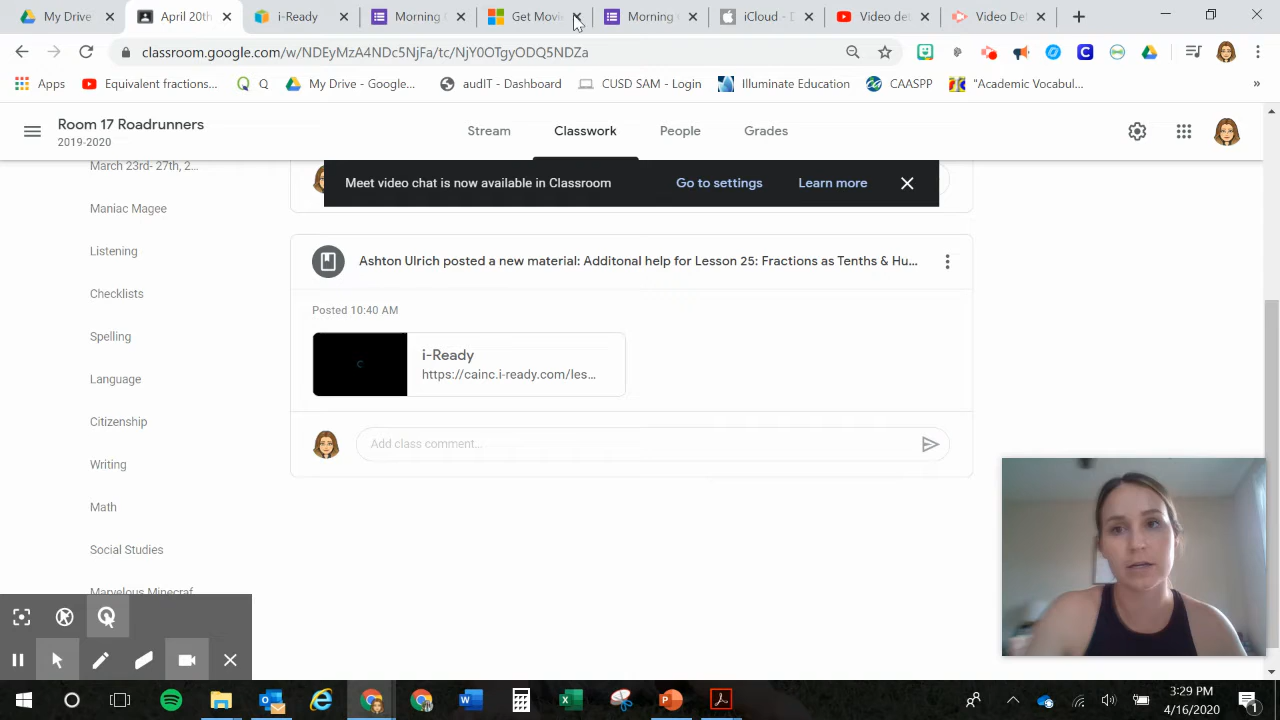 My Drive
April 20th
i-Ready
Morning
Get Movi
Morning
iCloud - D
Video det
Video De
classroom.google.com/w/NDEyMzA4NDc5NjFa/tc/NjY0OTgyODQ5NDZa
Apps
Equivalent fractions...
Q
My Drive - Google...
audIT - Dashboard
CUSD SAM - Login
Illuminate Education
CAASPP
"Academic Vocabul...
»
Room 17 Roadrunners
2019-2020
Stream
Classwork
People
Grades
March 23rd- 27th, 2...
Meet video chat is now available in Classroom
Go to settings
Learn more
Maniac Magee
Listening
Checklists
Spelling
Language
Citizenship
Writing
Math
Social Studies
Marvelous Minecraf
Ashton Ulrich posted a new material: Additonal help for Lesson 25: Fractions as Tenths & Hu...
Posted 10:40 AM
i-Ready
https://cainc.i-ready.com/les...
Add class comment...
3:29 PM
4/16/2020
1